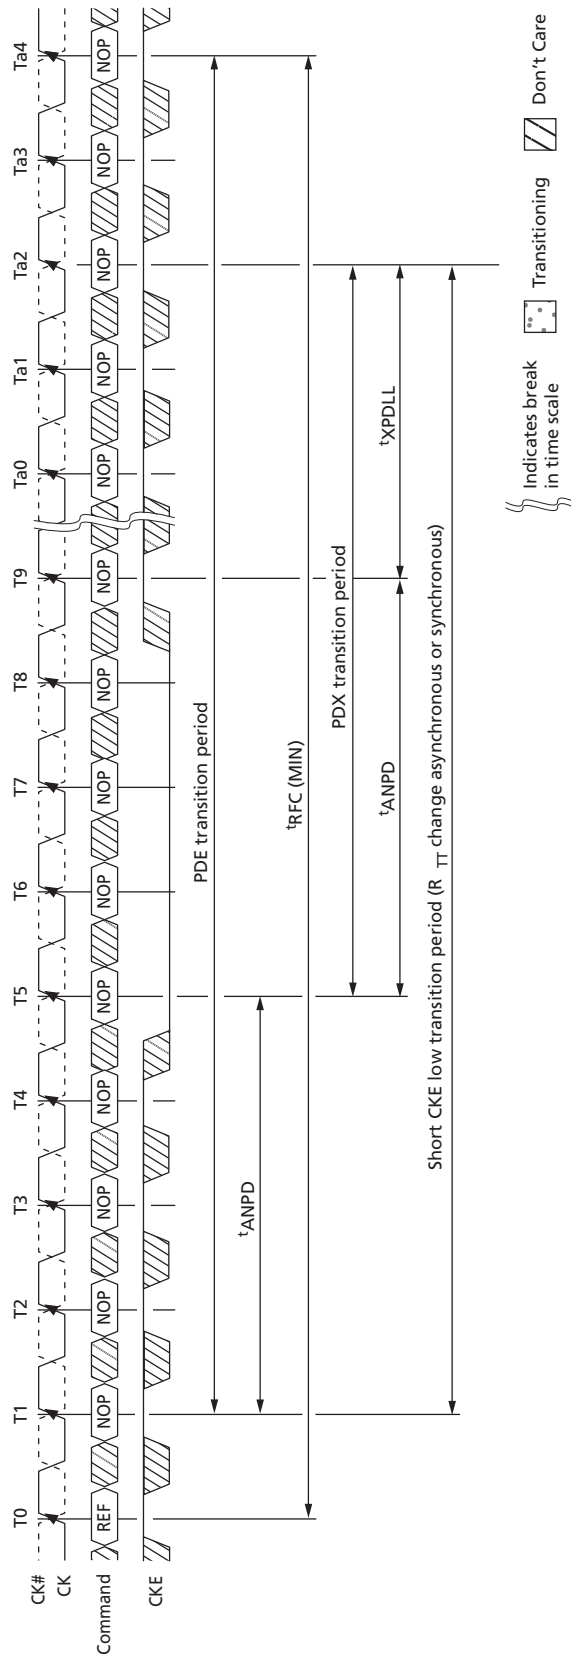 T0 T1 T2 T3 T4 T5 T6 T7 T8 T9 Ta0 Ta1 Ta2 Ta3 Ta4
CK#
CK
Command
REF NOP NOP NOP NOP NOP NOP NOP NOP NOP NOP NOP NOP NOP NOP
CKE
PDE transition period
tANPD
tRFC (MIN)
PDX transition period
tANPD
tXPDLL
Short CKE low transition period (R TT change asynchronous or synchronous)
Indicates break
in time scale
Transitioning
Don't Care